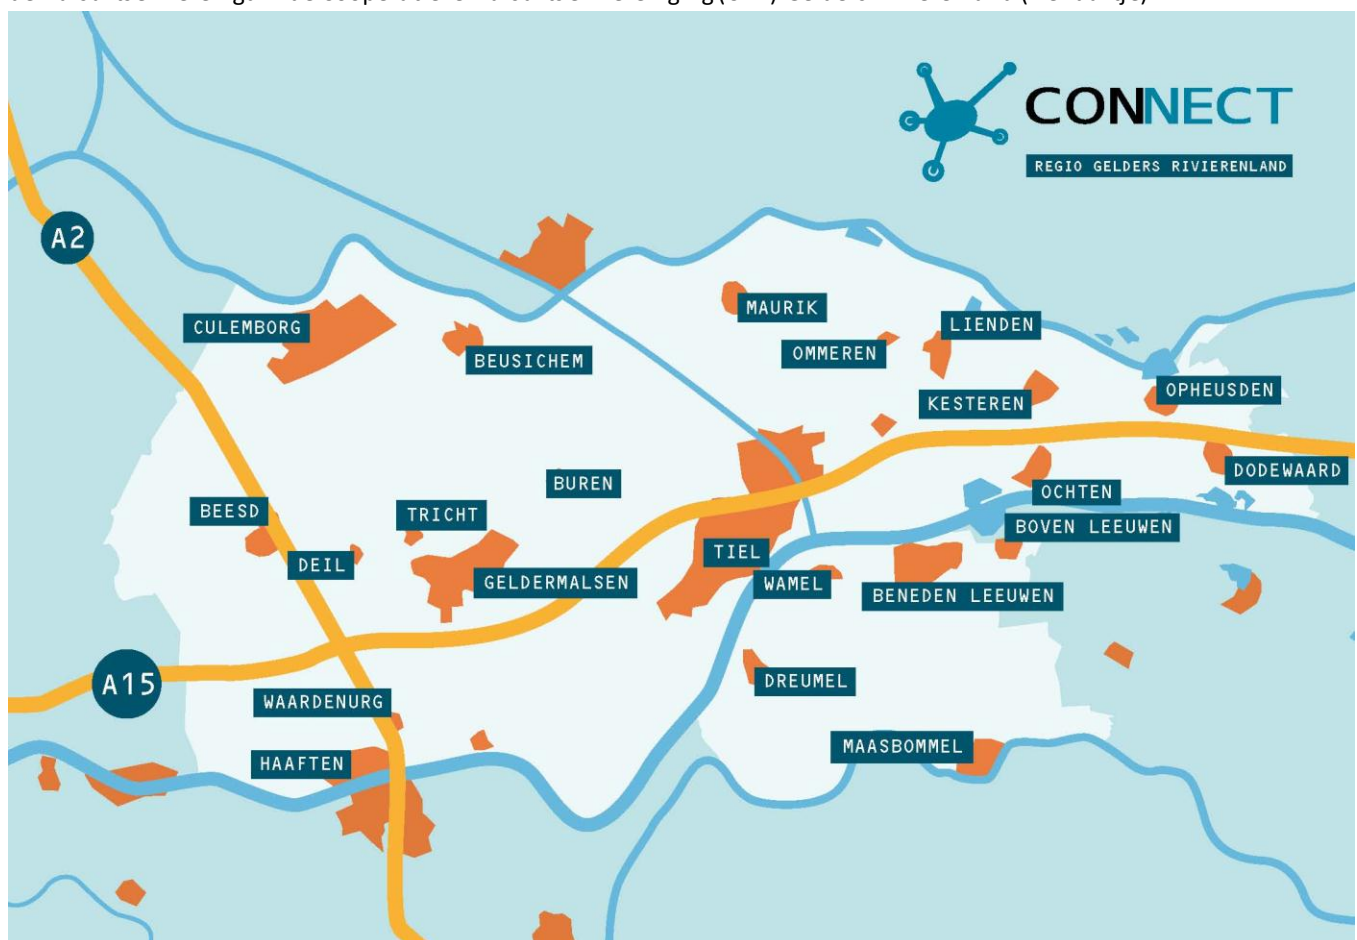 CONNECT
REGIO GELDERS RIVIERENLAND
A2
MAURIK
CULEMBORG
LIENDEN
BEUSICHEM
OMMEREN
OPHEUSDEN
KESTEREN
DODEWAARD
BUREN
OCHTEN
BEESD
TRICHT
BOVEN LEEUWEN
TIEL
DEIL
GELDERMALSEN
WAMEL
BENEDEN LEEUWEN
DREUMEL
A15
WAARDENURG
MAASBOMMEL
HAAFTEN